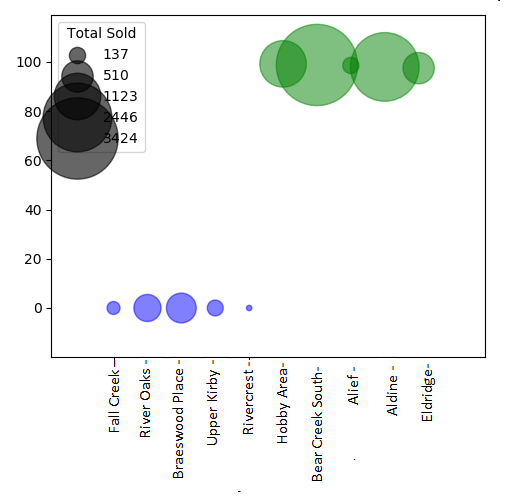 Total Sold
137
510
1123
2446
3424
100
80
60
40
20
0
Fall Creek -
River Oaks -
Braeswood Place -
Upper Kirby -
Rivercrest -
Hobby Area-
Bear Creek South-
Alief -
Aldine -
Eldridge-